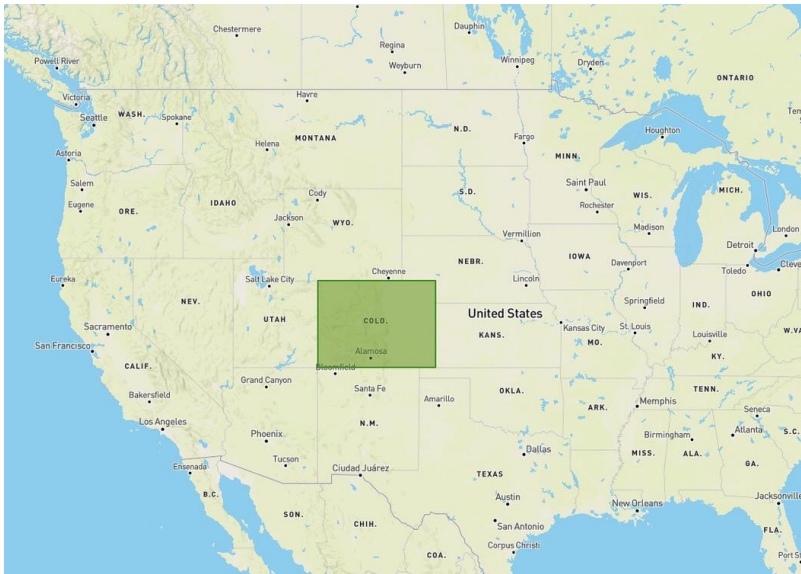 Chestermere
Dauphin
Regina
Weyburn
Winnipeg
Dryden
ONTARIO
Powell River
Victoria
Seattle
WASH.
Spokane
Havre
MONTANA
Helena
N.D.
Fargo
MINN.
Houghton
Astoria
Salem
Eugene
ORE.
IDAHO
Cody
Jackson
WYO.
S.D.
Saint Paul
Rochester
WIS.
MICH.
Madison
London
Detroit
Toledo
Vermillion
IOWA
Davenport
NEBR.
Lincoln
Cheyenne
Eureka
Salt Lake City
NEV.
UTAH
COLO.
United States
KANS.
Kansas City
MO.
St. Louis
Springfield
IND.
OHIO
Louisville
KY.
W.VA
Sacramento
San Francisco
CALIF.
Alamosa
Bloomfield
Grand Canyon
Santa Fe
Amarillo
OKLA.
ARK.
TENN.
Memphis
Seneca
Bakersfield
Los Angeles
Phoenix
N.M.
Tucson
Ensenada
Ciudad Juárez
TEXAS
Dallas
MISS.
Birmingham
ALA.
Atlanta
GA.
S.C.
B.C.
SON.
CHIH.
COA.
Austin
San Antonio
Corpus Christi
New Orleans
Jacksonville
FLA.